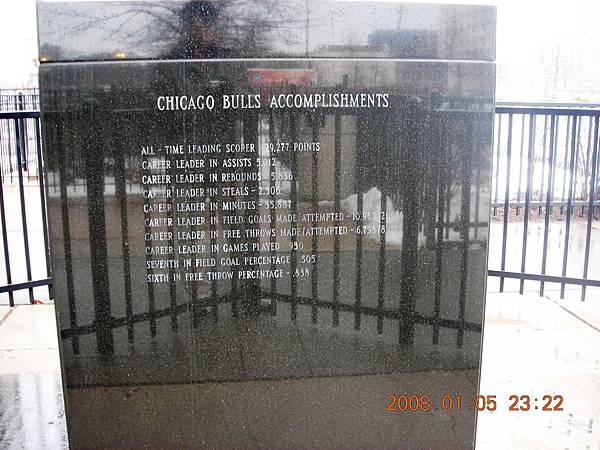 CHICAGO BULLS ACCOMPLISHMENTS
ALL - TIME LEADING SCORER 29,277 POINTS
CAREER LEADER IN ASSISTS 5,012
CAREER LEADER IN REBOUNDS - 5,836
CAREER LEADER IN STEALS - 2,306
CAREER LEADER IN MINUTES - 35,887
CAREER LEADER IN FIELD GOALS MADE ATTEMPTED - 10,962
CAREER LEADER IN FREE THROWS MADE/ATTEMPTED -
CAREER LEADER IN GAMES PLAYED 930
SEVENTH IN FIELD GOAL PERCENTAGE .505
SIXTH IN FREE THROW PERCENTAGE - .838
2008.01.05 23:22